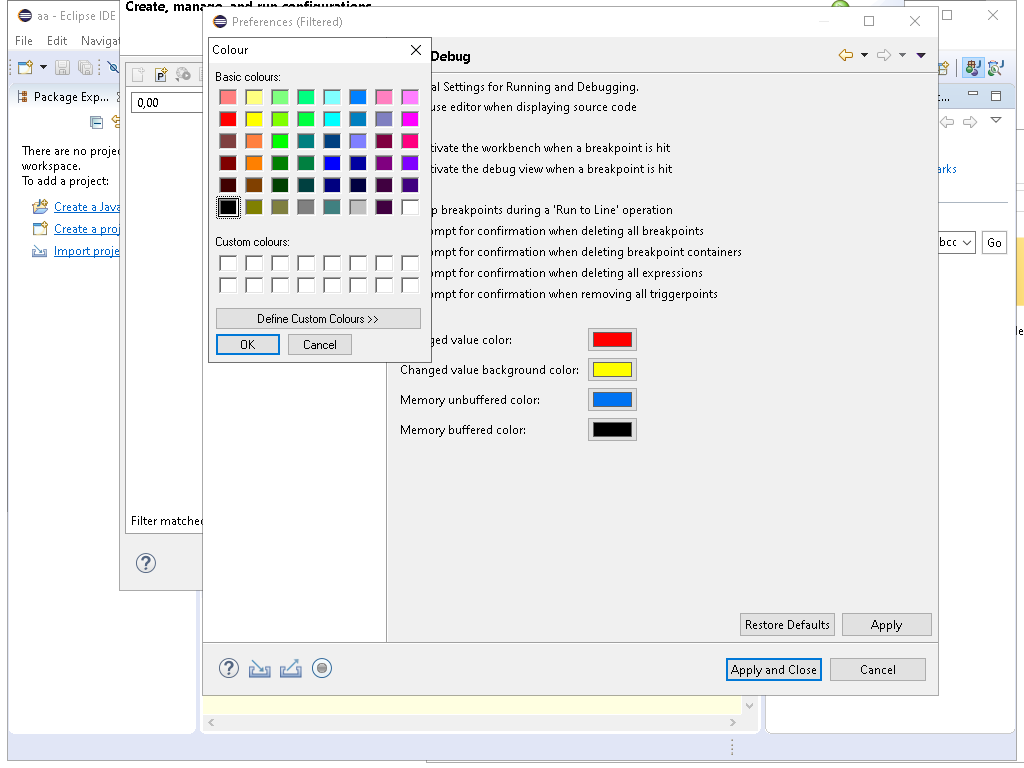 aa - Eclipse IDE
Create, manage, and run configurations
File Edit Navigat
Package Exp...
There are no proje
workspace.
To add a project:
Create a Java
Create a proj
Import proje
0,00
Filter matched
Preferences (Filtered)
Debug
al Settings for Running and Debugging.
use editor when displaying source code
tivate the workbench when a breakpoint is hit
tivate the debug view when a breakpoint is hit
p breakpoints during a 'Run to Line' operation
ompt for confirmation when deleting all breakpoints
ompt for confirmation when deleting breakpoint containers
ompt for confirmation when deleting all expressions
ompt for confirmation when removing all triggerpoints
ged value color:
Changed value background color:
Memory unbuffered color:
Memory buffered color:
Restore Defaults
Apply
Apply and Close
Cancel
Colour
Basic colours:
Custom colours:
Define Custom Colours >>
OK
Cancel
arks
Go